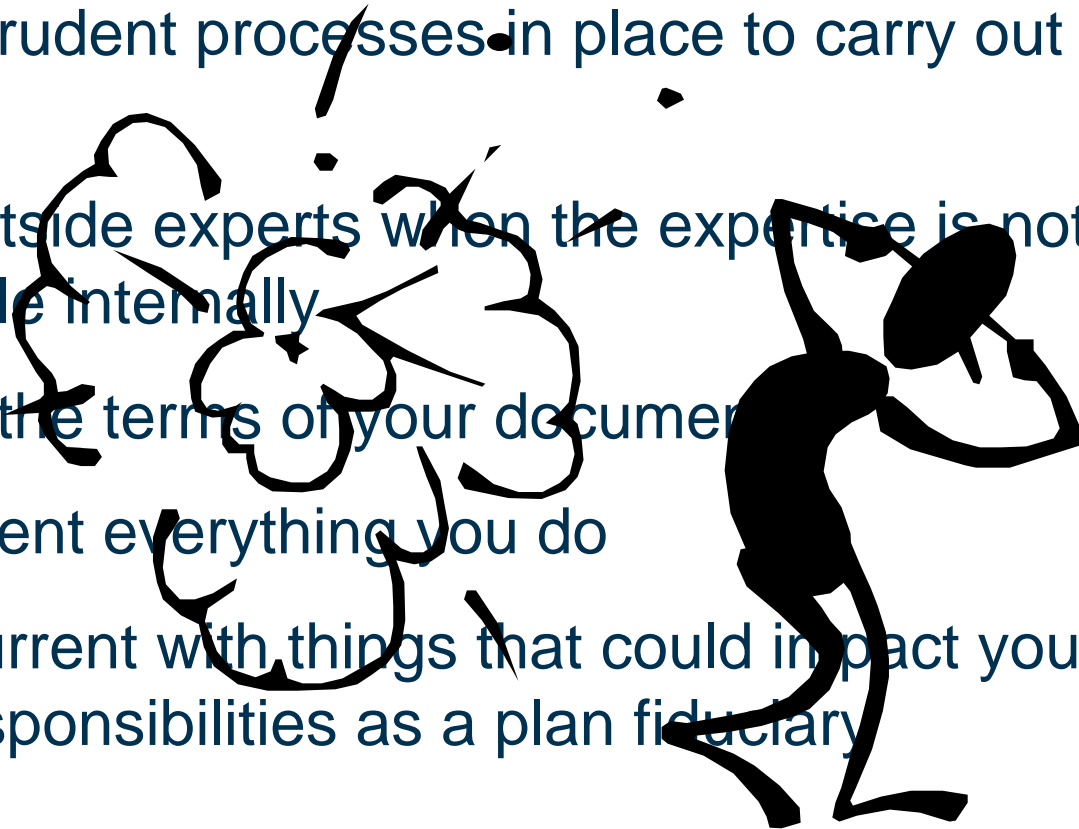 rudent processes in place to carry out
tside experts when the expertise is not
le internally
the terms of your documen
ent everything you do
urrent with things that could impact you
sponsibilities as a plan fiduciary